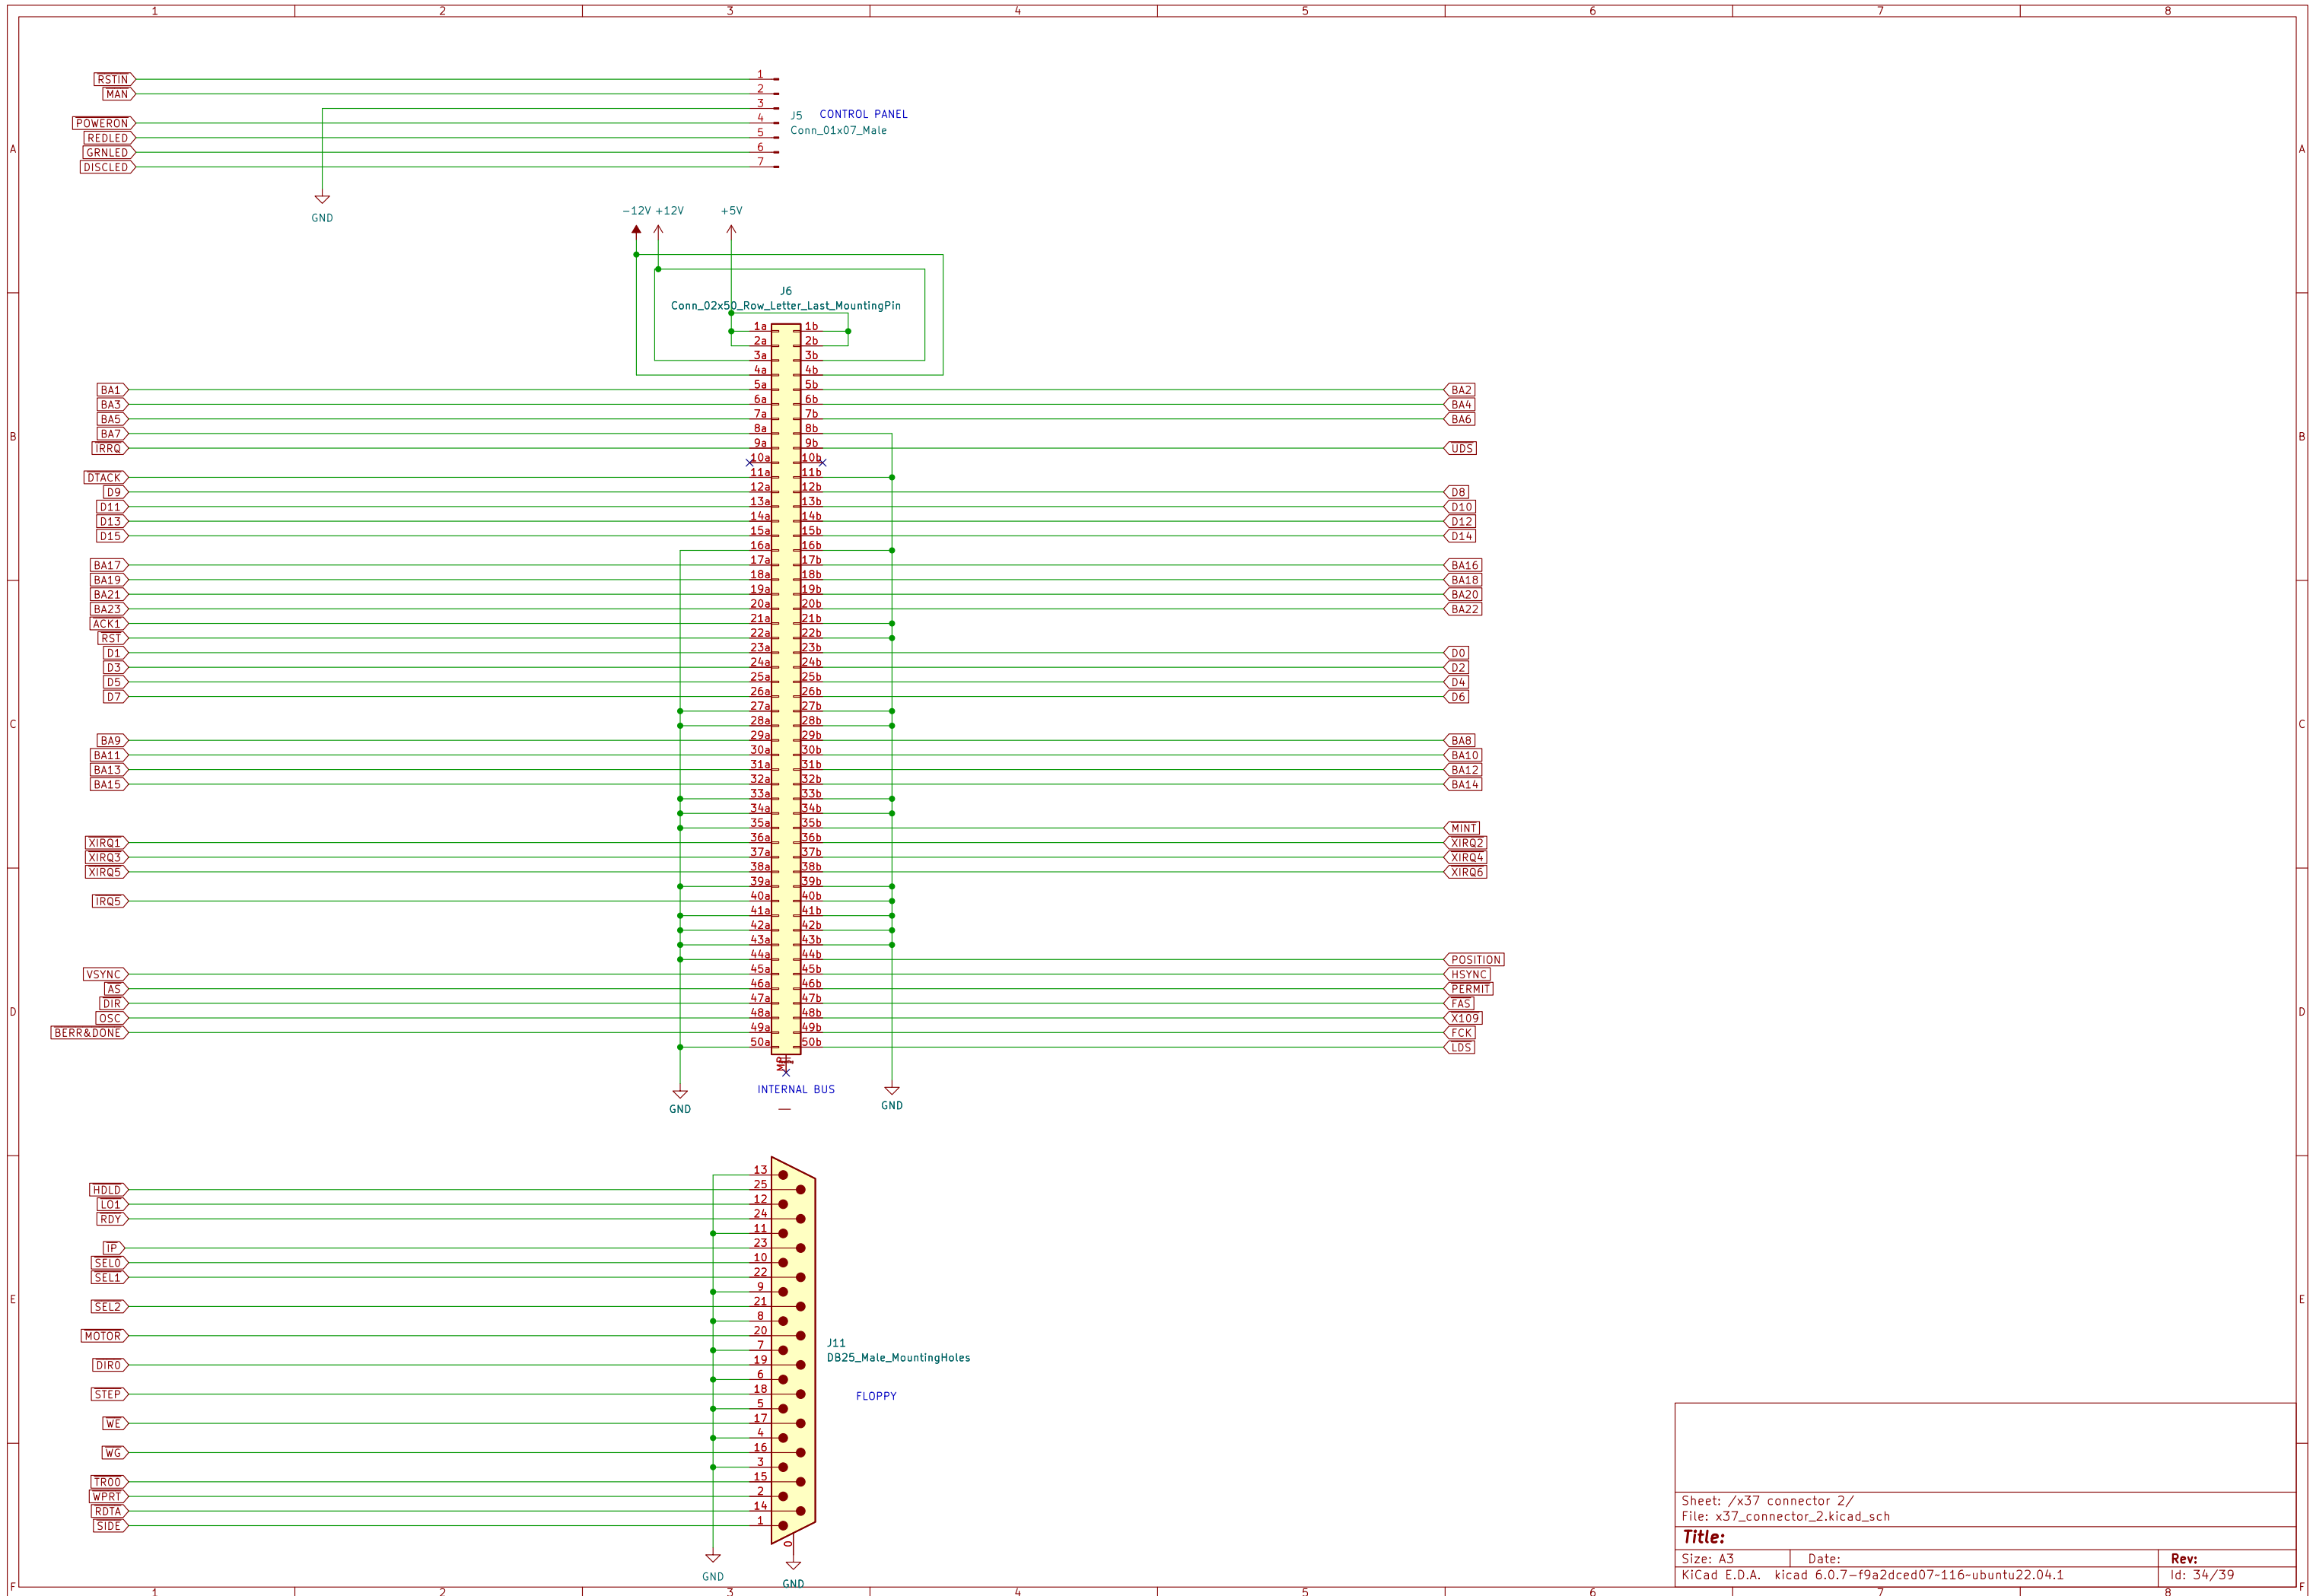 1 2 3 4 5 6 7 8
A A
B B
C C
D D
E E
F F
RSTIN 1
MAN 2
3
POWERON 4
REDLED 5
GRNLED 6
DISCLED 7
J5 CONTROL PANEL
Conn_01x07_Male
GND
-12V +12V +5V
J6
Conn_02x50_Row_Letter_Last_MountingPin
1a 1b
2a 2b
3a 3b
4a 4b
BA1 5a 5b BA2
BA3 6a 6b BA4
BA5 7a 7b BA6
BA7 8a 8b
IRRQ 9a 9b UDS
10a 10b
DTACK 11a 11b
D9 12a 12b D8
D11 13a 13b D10
D13 14a 14b D12
D15 15a 15b D14
16a 16b
BA17 17a 17b BA16
BA19 18a 18b BA18
BA21 19a 19b BA20
BA23 20a 20b BA22
ACK1 21a 21b
RST 22a 22b
D1 23a 23b D0
D3 24a 24b D2
D5 25a 25b D4
D7 26a 26b D6
27a 27b
28a 28b
BA9 29a 29b BA8
BA11 30a 30b BA10
BA13 31a 31b BA12
BA15 32a 32b BA14
33a 33b
34a 34b
35a 35b MINT
XIRQ1 36a 36b XIRQ2
XIRQ3 37a 37b XIRQ4
XIRQ5 38a 38b XIRQ6
39a 39b
IRQ5 40a 40b
41a 41b
42a 42b
43a 43b
44a 44b POSITION
VSYNC 45a 45b HSYNC
AS 46a 46b PERMIT
DIR 47a 47b FAS
OSC 48a 48b X109
BERR&DONE 49a 49b FCK
50a 50b LDS
INTERNAL BUS
GND GND
13
HDLD 25
LO1 12
RDY 24
11
IP 23
SEL0 10
SEL1 22
9
SEL2 21
8
MOTOR 20
7
DIR0 19
6
STEP 18
5
WE 17
4
WG 16
3
TR00 15
WPRT 2
RDTA 14
SIDE 1
0
J11
DB25_Male_MountingHoles
FLOPPY
GND GND
Sheet: /x37 connector 2/
File: x37_connector_2.kicad_sch
Title:
Size: A3 Date: Rev:
KiCad E.D.A. kicad 6.0.7-f9a2dced07~116~ubuntu22.04.1 Id: 34/39
1 2 3 4 5 6 7 8